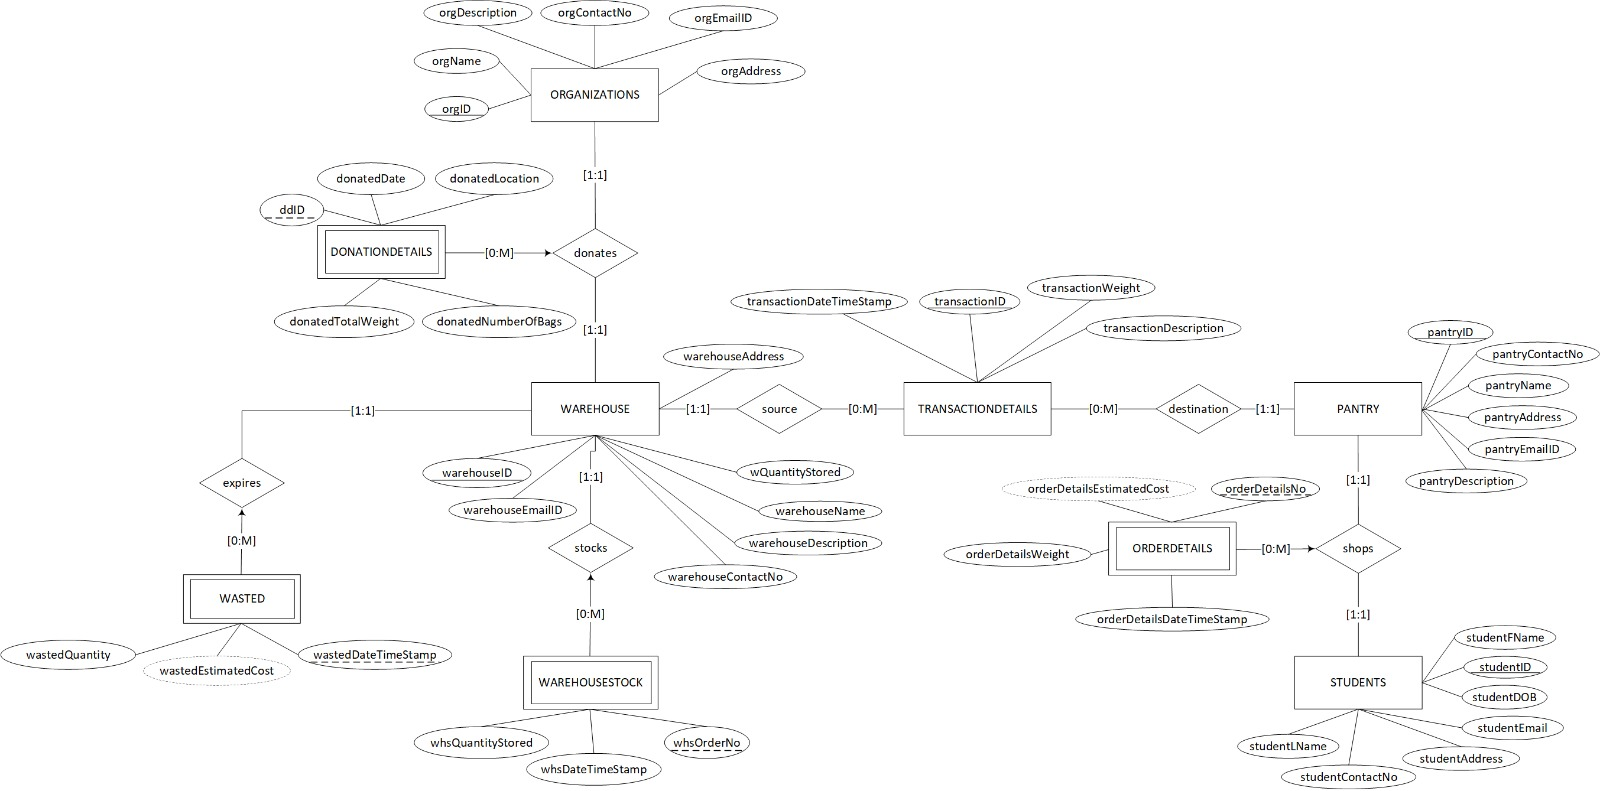 orgDescription
orgContactNo
orgEmailID
orgName
orgAddress
ORGANIZATIONS
orgID
[1:1]
donatedDate
donatedLocation
ddID
DONATIONDETAILS
[0:M]
donates
donatedTotalWeight
donatedNumberOfBags
[1:1]
transactionDateTimeStamp
transactionID
transactionWeight
transactionDescription
pantryID
pantryContactNo
pantryName
pantryAddress
pantryEmailID
pantryDescription
warehouseAddress
[1:1]
WAREHOUSE
[1:1]
source
[0:M]
TRANSACTIONDETAILS
[0:M]
destination
[1:1]
PANTRY
warehouseID
warehouseEmailID
[1:1]
wQuantityStored
warehouseName
warehouseDescription
warehouseContactNo
expires
[0:M]
WASTED
wastedQuantity
wastedEstimatedCost
wastedDateTimeStamp
stocks
[0:M]
WAREHOUSESTOCK
whsQuantityStored
whsDateTimeStamp
whsOrderNo
orderDetailsEstimatedCost
orderDetailsNo
[1:1]
orderDetailsWeight
ORDERDETAILS
[0:M]
shops
orderDetailsDateTimeStamp
[1:1]
STUDENTS
studentFName
studentID
studentDOB
studentEmail
studentAddress
studentLName
studentContactNo